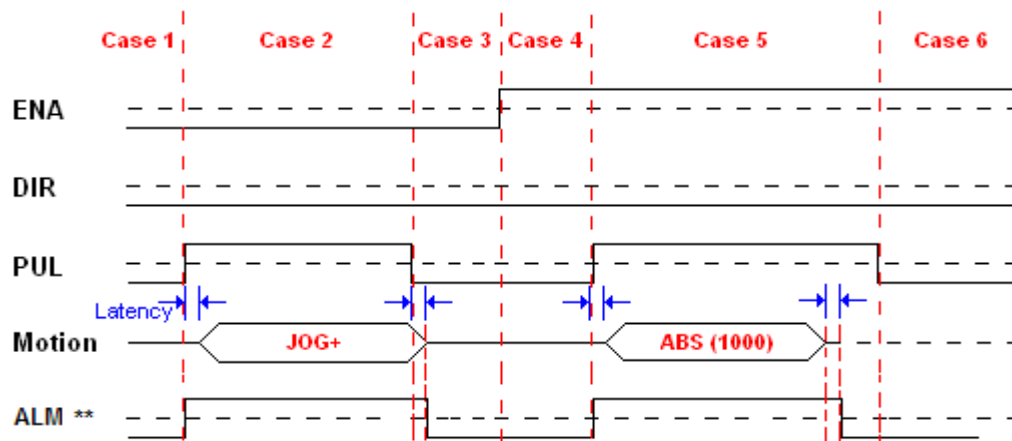 Case 1 Case 2 Case 3 Case 4 Case 5 Case 6
ENA
DIR
PUL
Latency
Motion JOG+ ABS (1000)
ALM **